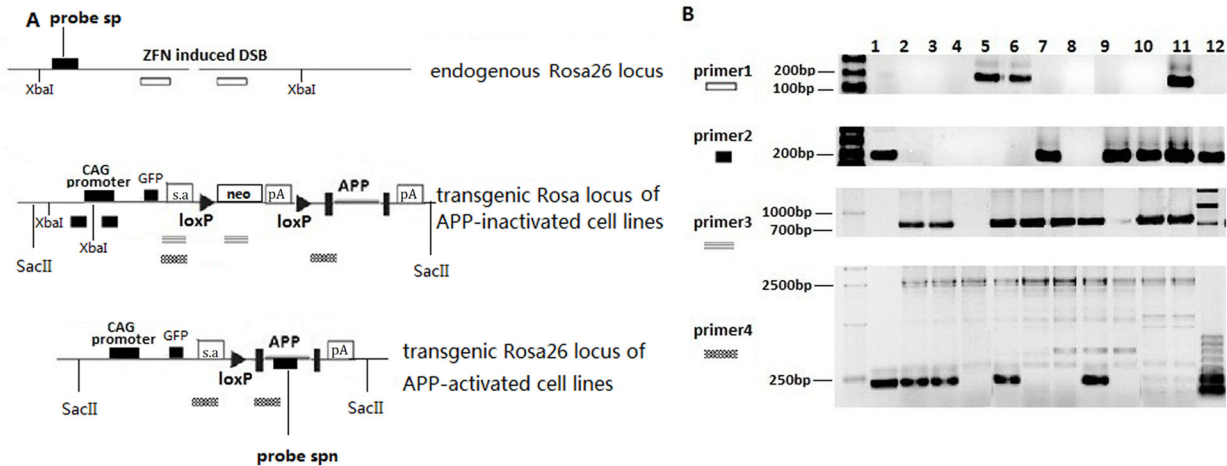 A
probe sp
ZFN induced DSB
XbaI
XbaI
endogenous Rosa26 locus
CAG
promoter
GFP
s.a
neo
pA
APP
pA
loxP
loxP
XbaI
XbaI
SacII
SacII
transgenic Rosa locus of
APP-inactivated cell lines
CAG
promoter
GFP
s.a
APP
pA
loxP
SacII
SacII
transgenic Rosa26 locus of
APP-activated cell lines
probe spn
B
1 2 3 4 5 6 7 8 9 10 11 12
primer1
200bp
100bp
primer2
200bp
primer3
1000bp
700bp
primer4
2500bp
250bp